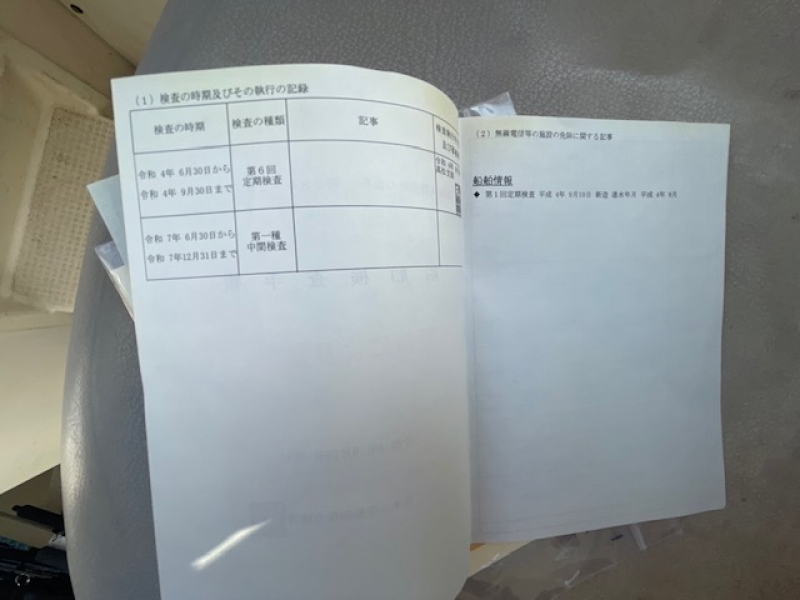 (1) 検査の時期及びその執行の記録
検査の時期 検査の種類 記事
令和 4年 6月30日から
令和 4年 9月30日まで
第6回
定期検査
令和 7年 6月30日から
令和 7年12月31日まで
第一種
中間検査
(2) 無線電信等の施設の免除に関する記事
船舶情報
◆ 第1回定期検査 平成 4年 9月10日 新造 進水年月 平成 4年 8月